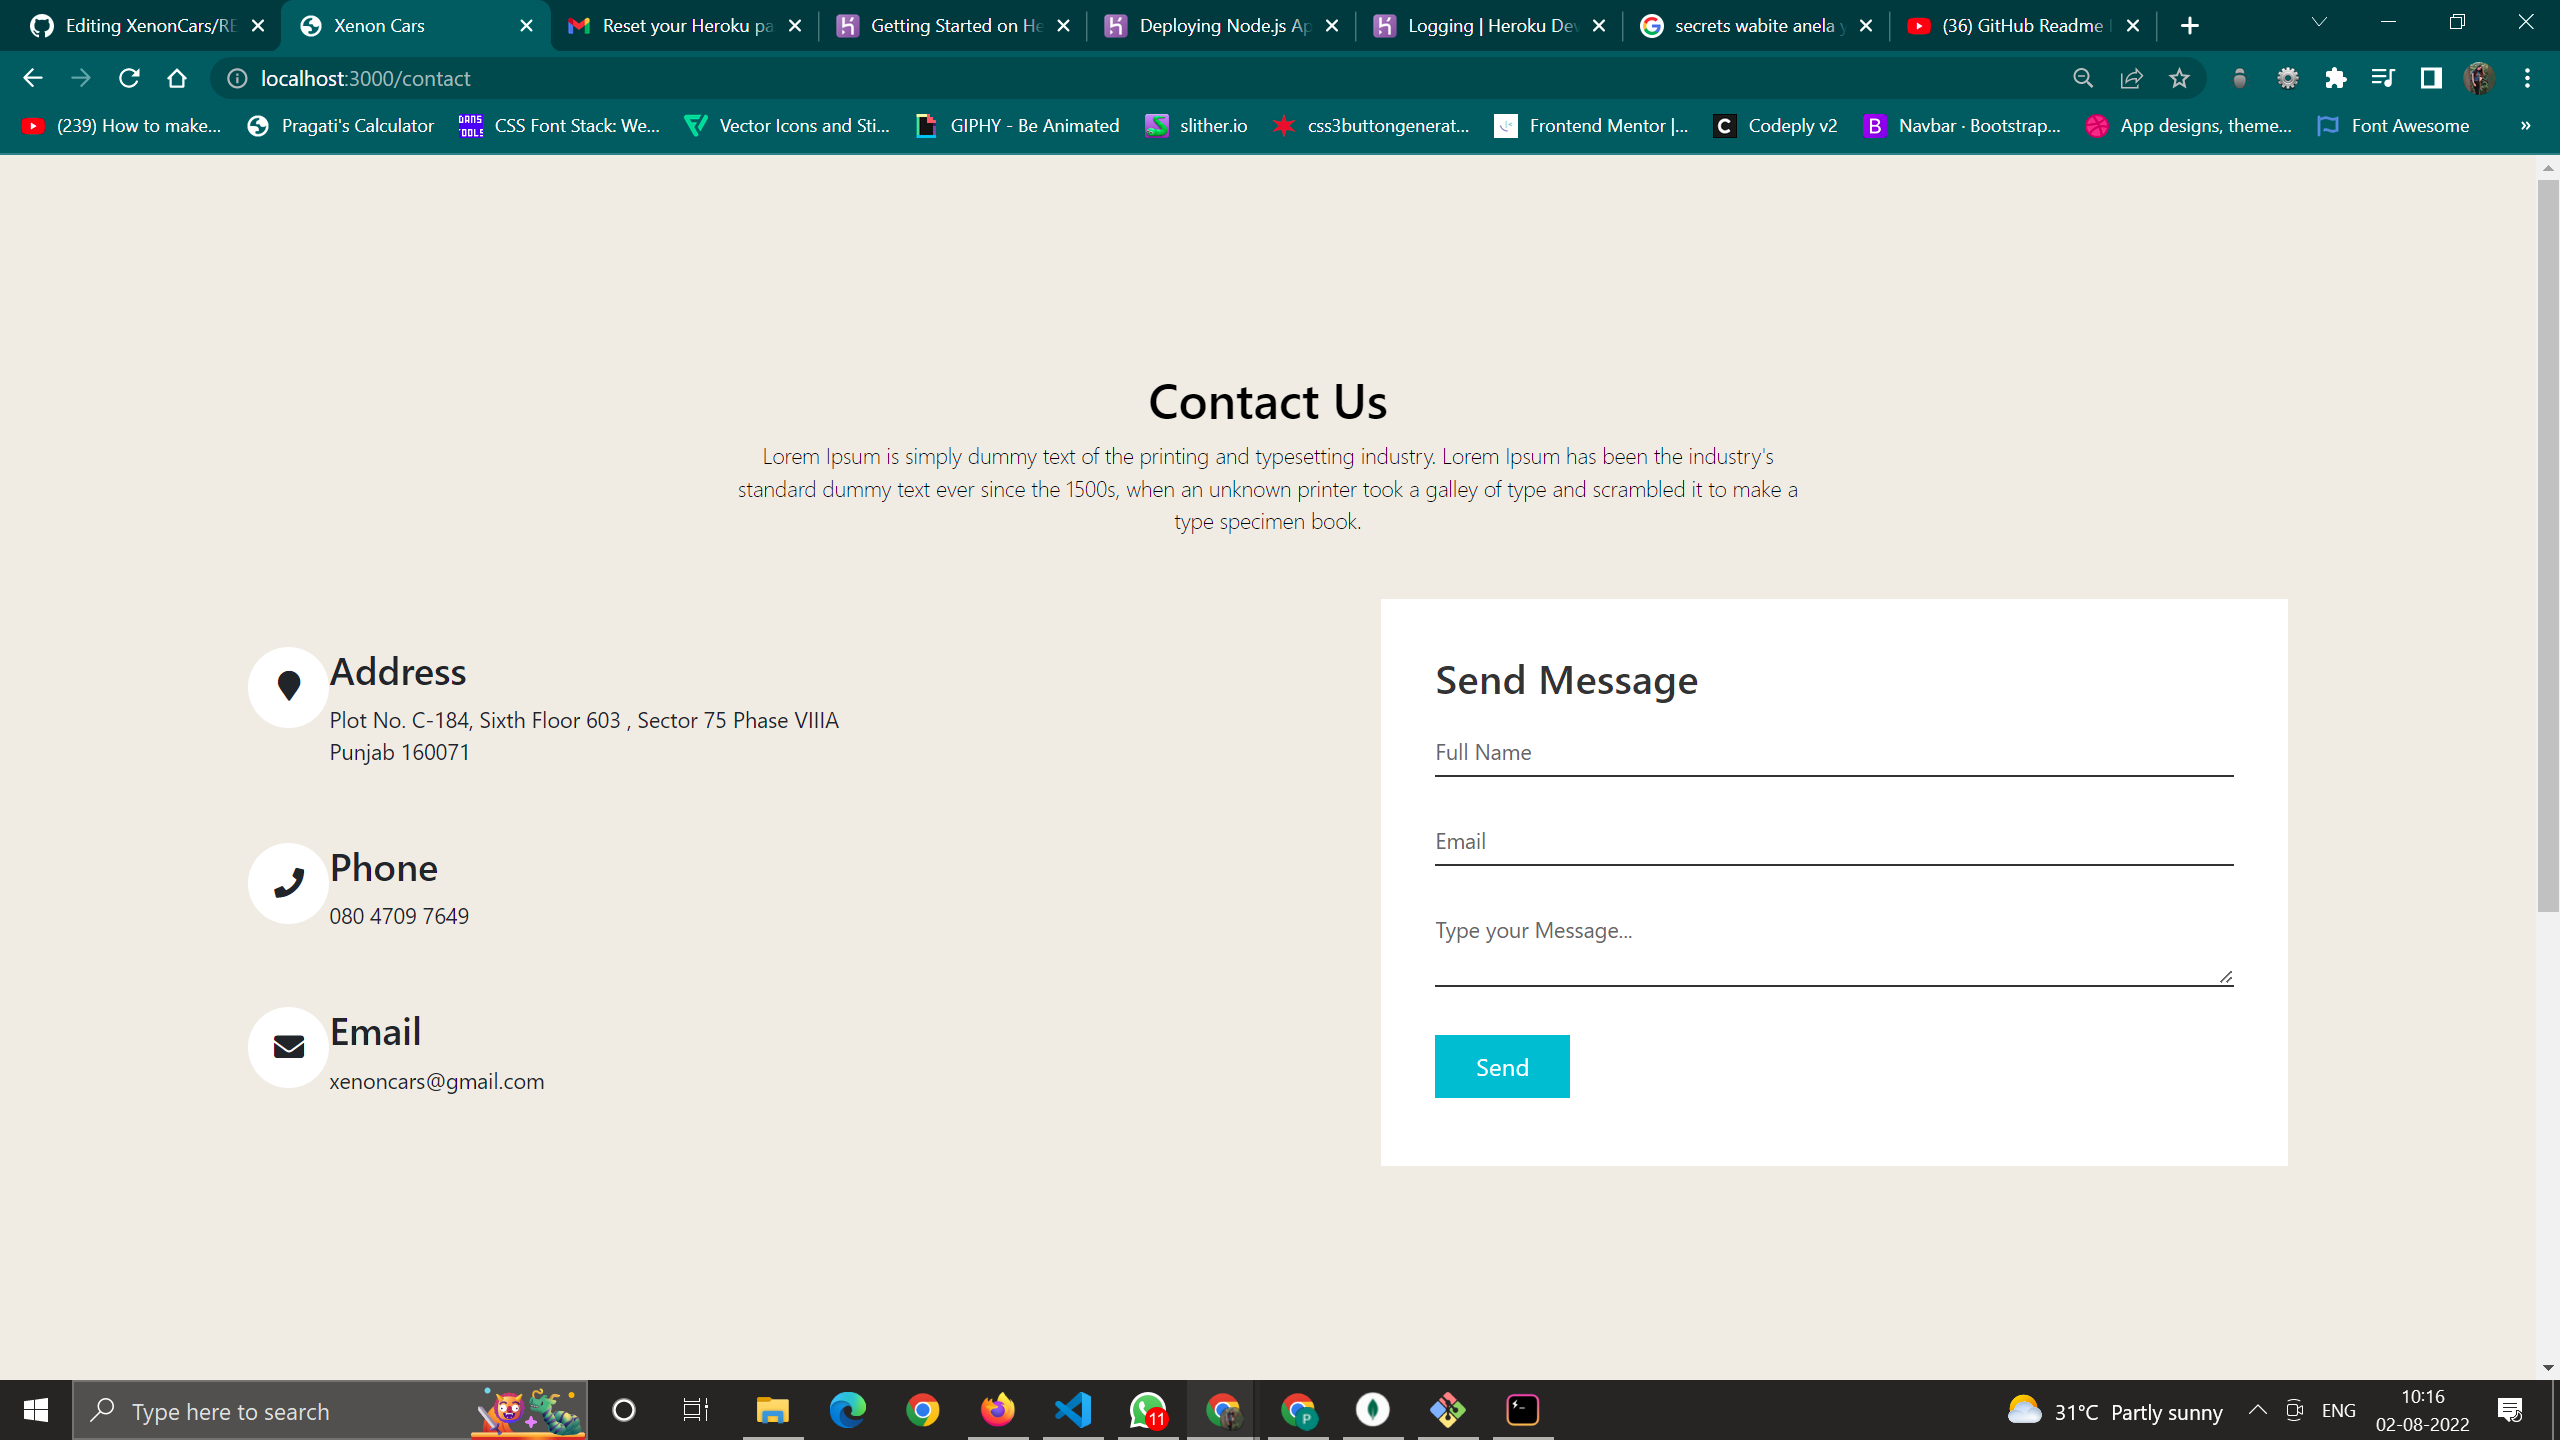 Editing XenonCars/RE
Xenon Cars
Reset your Heroku pa
Getting Started on He
Deploying Node.js Ap
Logging | Heroku Dev
secrets wabite anela y
(36) GitHub Readme
localhost:3000/contact
(239) How to make...
Pragati's Calculator
DANS TOOLS
CSS Font Stack: We...
Vector Icons and Sti...
GIPHY - Be Animated
slither.io
css3buttongenerat...
Frontend Mentor |...
Codeply v2
Navbar · Bootstrap...
App designs, theme...
Font Awesome
»
Contact Us
Lorem Ipsum is simply dummy text of the printing and typesetting industry. Lorem Ipsum has been the industry's
standard dummy text ever since the 1500s, when an unknown printer took a galley of type and scrambled it to make a
type specimen book.
Address
Plot No. C-184, Sixth Floor 603 , Sector 75 Phase VIIIA
Punjab 160071
Phone
080 4709 7649
Email
xenoncars@gmail.com
Send Message
Full Name
Email
Type your Message...
Send
Type here to search
11
P
31°C Partly sunny
ENG
10:16
02-08-2022